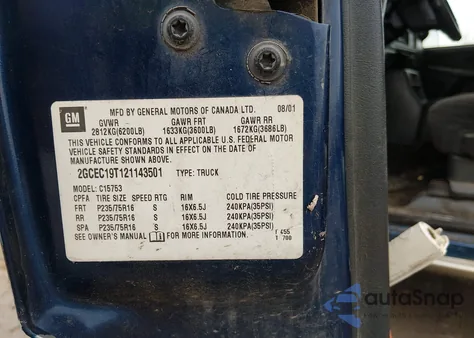 GM
MFD BY GENERAL MOTORS OF CANADA LTD. 08/01
GVWR GAWR FRT GAWR RR
2812KG(6200LB) 1633KG(3600LB) 1672KG(3686LB)
THIS VEHICLE CONFORMS TO ALL APPLICABLE U.S. FEDERAL MOTOR
VEHICLE SAFETY STANDARDS IN EFFECT ON THE DATE OF
MANUFACTURE SHOWN ABOVE.
2GCEC19T121143501 TYPE: TRUCK
MODEL: C15753
CPFA TIRE SIZE SPEED RTG RIM COLD TIRE PRESSURE
FRT P235/75R16 S 16X6.5J 240KPA(35PSI)
RR P235/75R16 S 16X6.5J 240KPA(35PSI)
SPA P235/75R16 S 16X6.5J 240KPA(35PSI)
SEE OWNER'S MANUAL FOR MORE INFORMATION.
autoSnap